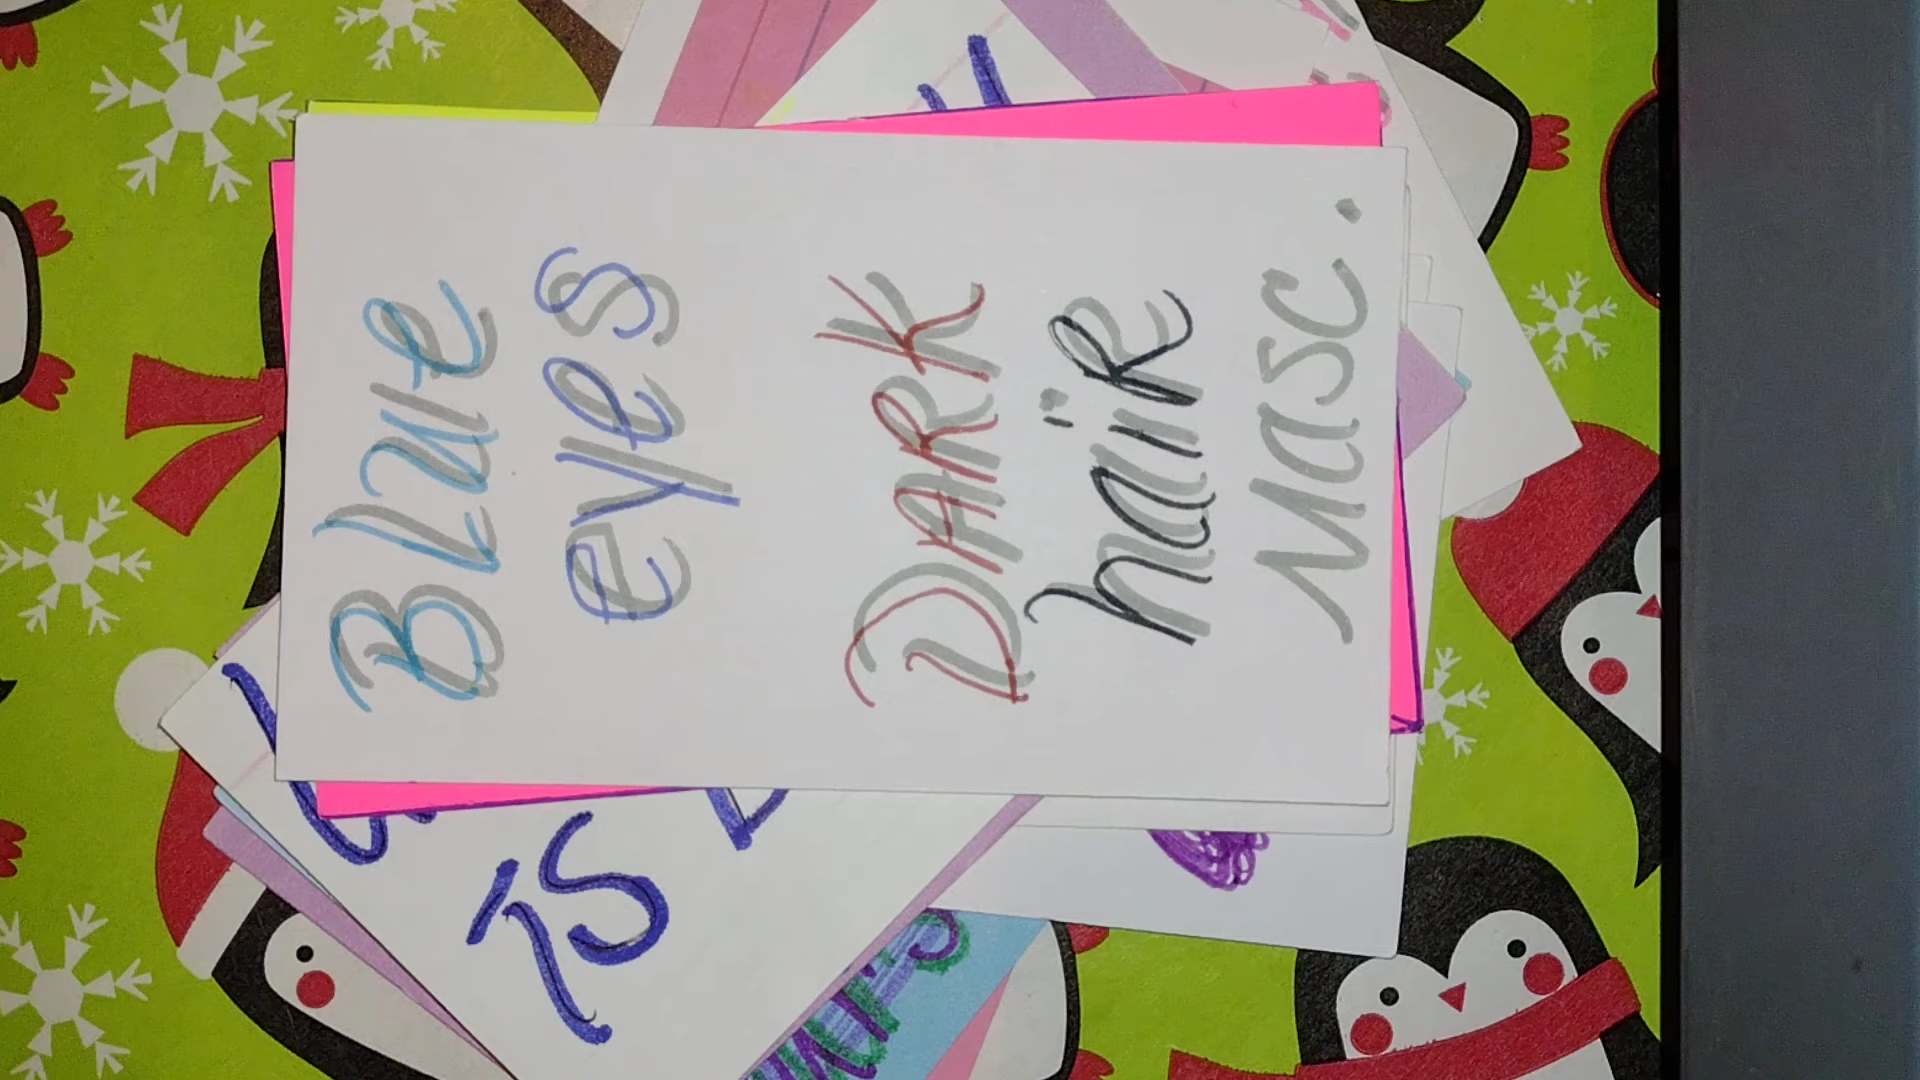 Blue
eyes
DARK
haiR
Masc.
IS